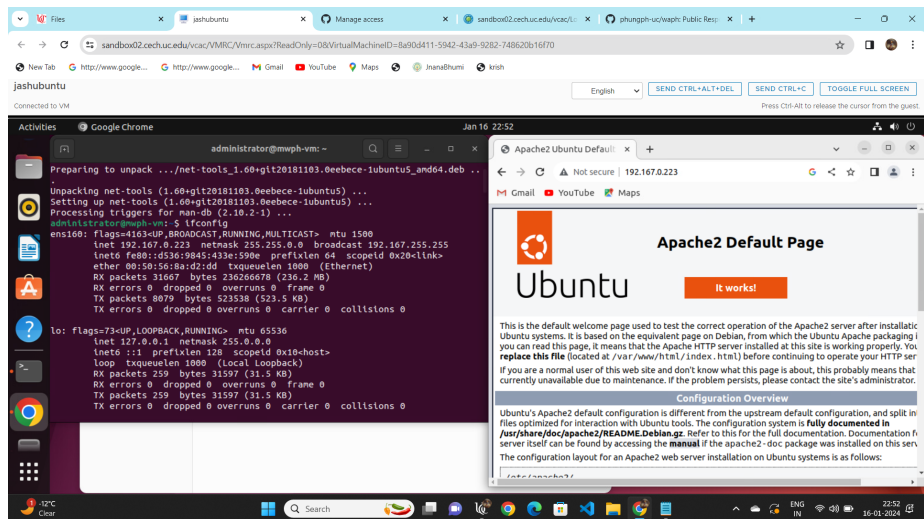 Files
jashubuntu
Manage access
sandbox02.cech.uc.edu/vcac/Lo
phungph-uc/waph: Public Resp
sandbox02.cech.uc.edu/vcac/VMRC/Vmrc.aspx?ReadOnly=0&VirtualMachineID=8a90d411-5942-43a9-9282-748620b16f70
New Tab
http://www.google....
http://www.google....
Gmail
YouTube
Maps
JnanaBhumi
krish
jashubuntu
English
SEND CTRL+ALT+DEL
SEND CTRL+C
TOGGLE FULL SCREEN
Connected to VM
Press Ctrl-Alt to release the cursor from the guest.
Activities
Google Chrome
Jan 16 22:52
administrator@mwph-vm: ~
Preparing to unpack .../net-tools_1.60+git20181103.0eebece-1ubuntu5_amd64.deb ..
.
Unpacking net-tools (1.60+git20181103.0eebece-1ubuntu5) ...
Setting up net-tools (1.60+git20181103.0eebece-1ubuntu5) ...
Processing triggers for man-db (2.10.2-1) ...
administrator@mwph-vm:~$ ifconfig
ens160: flags=4163<UP,BROADCAST,RUNNING,MULTICAST> mtu 1500
inet 192.167.0.223 netmask 255.255.0.0 broadcast 192.167.255.255
inet6 fe80::d536:9845:433e:590e prefixlen 64 scopeid 0x20<link>
ether 00:50:56:8a:d2:dd txqueuelen 1000 (Ethernet)
RX packets 31667 bytes 236266678 (236.2 MB)
RX errors 0 dropped 0 overruns 0 frame 0
TX packets 8079 bytes 523538 (523.5 KB)
TX errors 0 dropped 0 overruns 0 carrier 0 collisions 0
lo: flags=73<UP,LOOPBACK,RUNNING> mtu 65536
inet 127.0.0.1 netmask 255.0.0.0
inet6 ::1 prefixlen 128 scopeid 0x10<host>
loop txqueuelen 1000 (Local Loopback)
RX packets 259 bytes 31597 (31.5 KB)
RX errors 0 dropped 0 overruns 0 frame 0
TX packets 259 bytes 31597 (31.5 KB)
TX errors 0 dropped 0 overruns 0 carrier 0 collisions 0
Apache2 Ubuntu Default
Not secure
192.167.0.223
Gmail
YouTube
Maps
Ubuntu
Apache2 Default Page
It works!
This is the default welcome page used to test the correct operation of the Apache2 server after installatic
Ubuntu systems. It is based on the equivalent page on Debian, from which the Ubuntu Apache packaging i
you can read this page, it means that the Apache HTTP server installed at this site is working properly. You
replace this file (located at /var/www/html/index.html) before continuing to operate your HTTP ser
If you are a normal user of this web site and don't know what this page is about, this probably means that
currently unavailable due to maintenance. If the problem persists, please contact the site's administrator.
Configuration Overview
Ubuntu's Apache2 default configuration is different from the upstream default configuration, and split int
files optimized for interaction with Ubuntu tools. The configuration system is fully documented in
/usr/share/doc/apache2/README.Debian.gz. Refer to this for the full documentation. Documentation f
server itself can be found by accessing the manual if the apache2-doc package was installed on this serv
The configuration layout for an Apache2 web server installation on Ubuntu systems is as follows:
/etc/apache2/
-12°C
Clear
Search
ENG
IN
22:52
16-01-2024